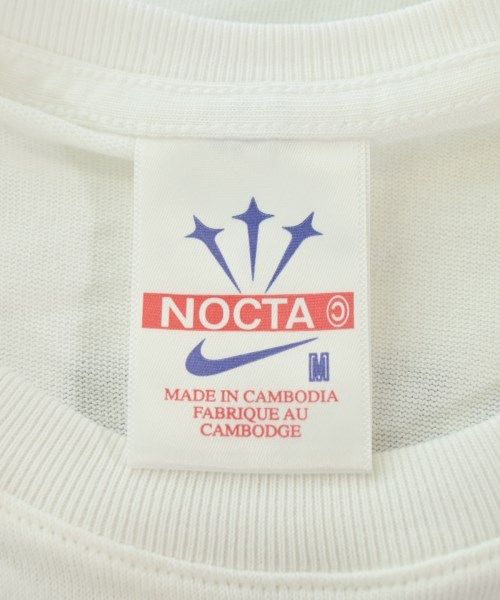 NOCTA ©
M
MADE IN CAMBODIA
FABRIQUE AU
CAMBODGE